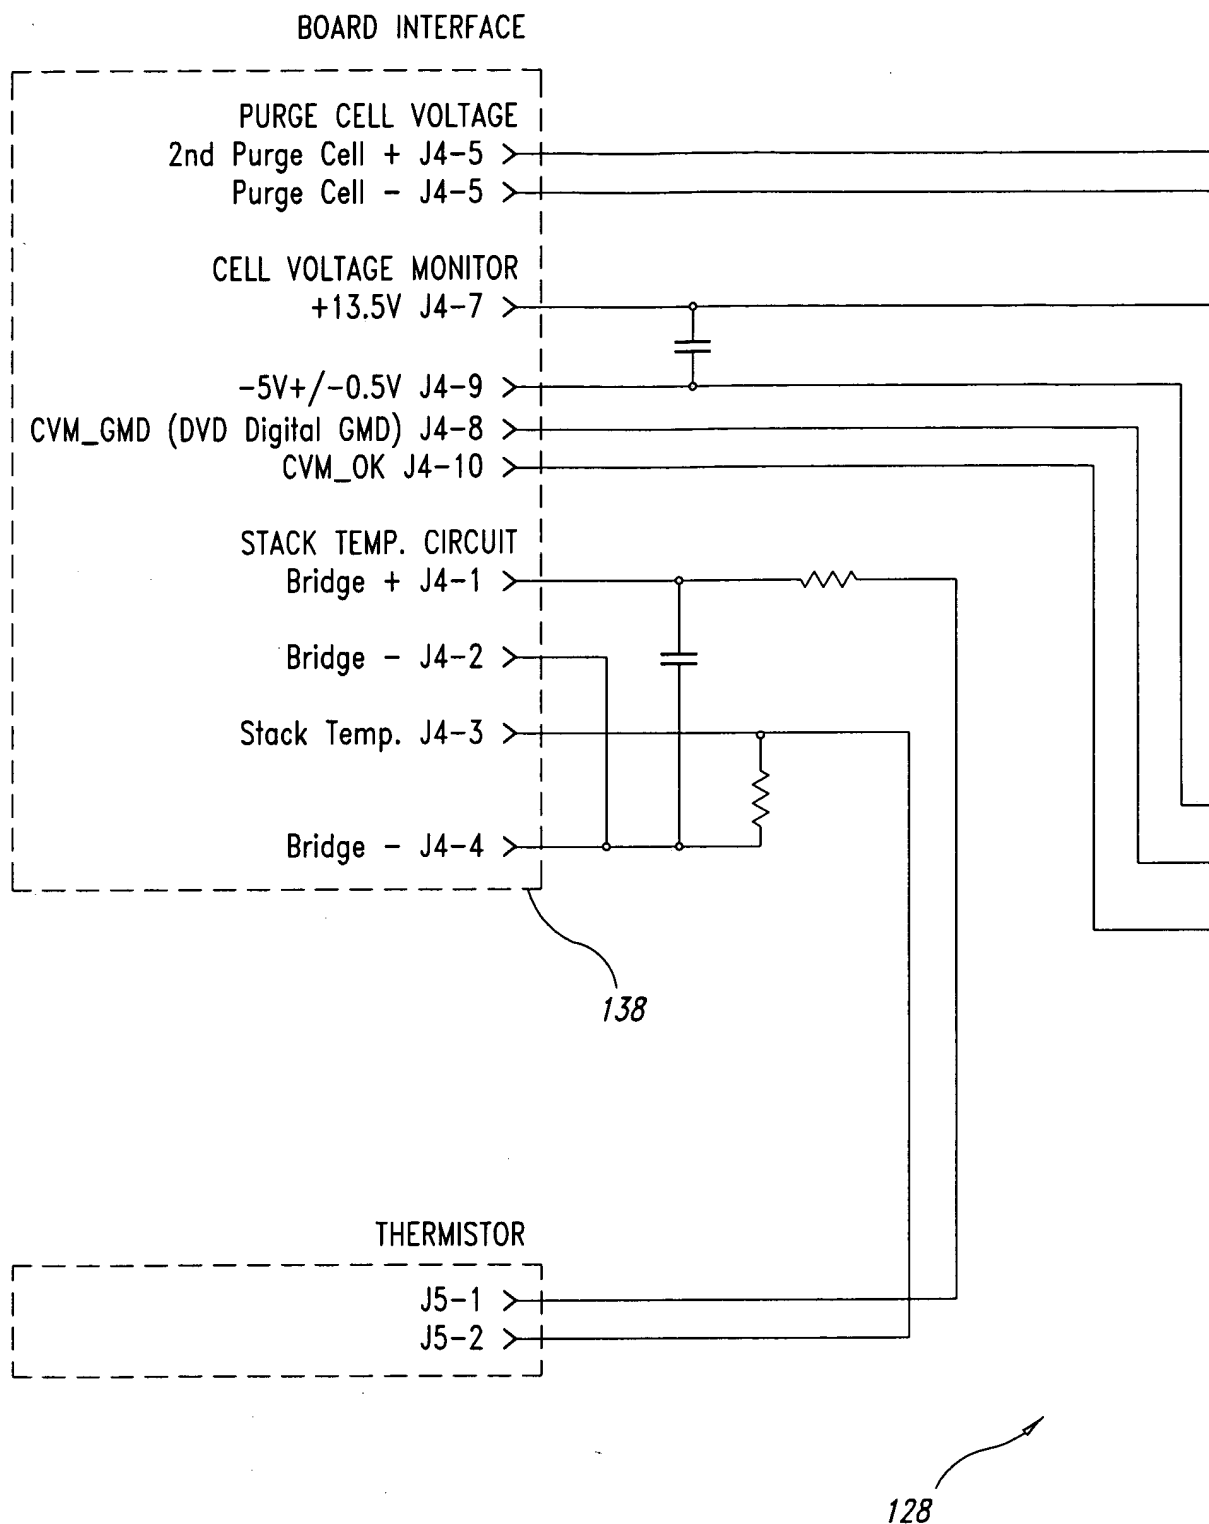 BOARD INTERFACE
PURGE CELL VOLTAGE
2nd Purge Cell + J4-5
Purge Cell - J4-5
CELL VOLTAGE MONITOR
+13.5V J4-7
-5V+/-0.5V J4-9
CVM_GMD (DVD Digital GMD) J4-8
CVM_OK J4-10
STACK TEMP. CIRCUIT
Bridge + J4-1
Bridge - J4-2
Stack Temp. J4-3
Bridge - J4-4
138
THERMISTOR
J5-1
J5-2
128